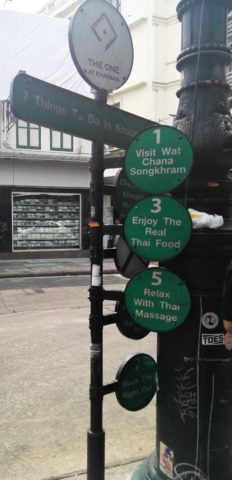 THE ONE
AT KHAOSAN
7 Things To Do In
1
Visit Wat
Chana
Songkhram
3
Enjoy The
Real
Thai Food
5
Relax
With Thai
Massage
Rock The
Night Out
TOES